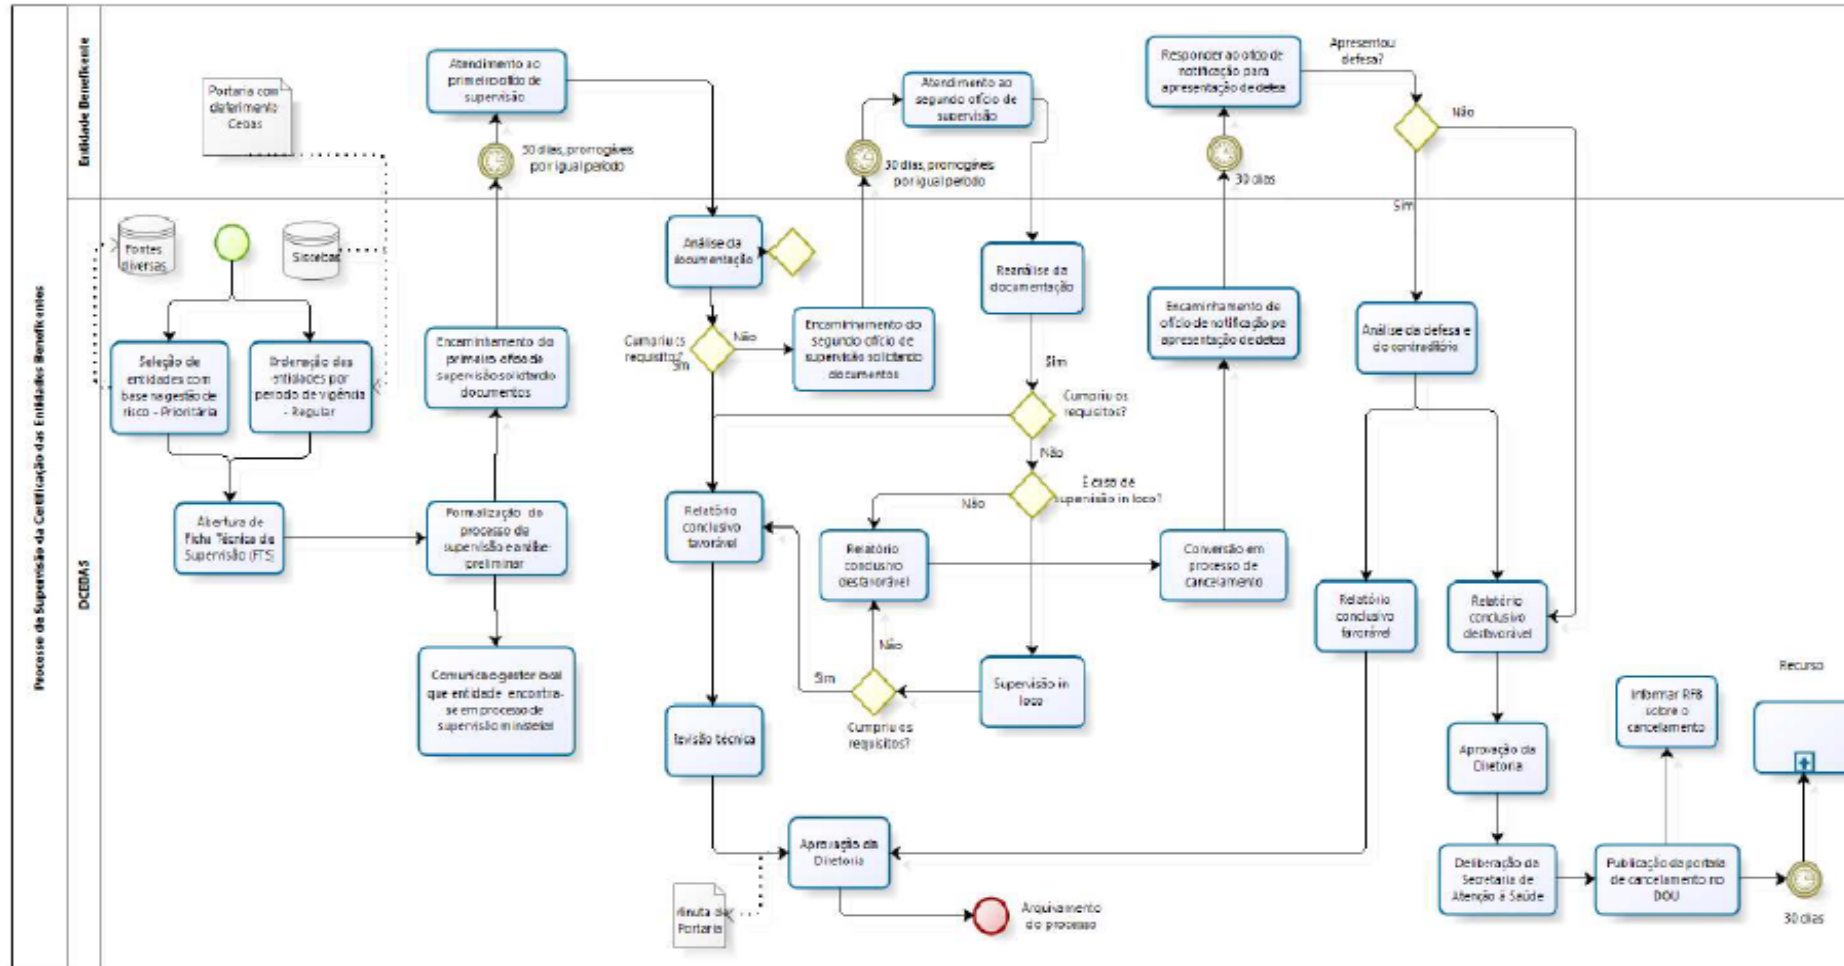 Processo de Supervisão da Certificação das Entidades Beneficentes
Entidade Beneficente
DCEBAS
Portaria com
deferimento
Cebas
Atendimento ao
primeiro ofício de
supervisão
30 dias, prorrogáveis
por igual período
Atendimento ao
segundo ofício de
supervisão
30 dias, prorrogáveis
por igual período
Responder ao ofício de
notificação para
apresentação de defesa
Apresentou
defesa?
Não
Sim
30 dias
Fontes
diversas
Siscebas
Seleção de
entidades com
base na gestão de
risco - Prioritária
Ordenação das
entidades por
período de vigência
- Regular
Abertura de
Ficha Técnica de
Supervisão (FTS)
Encaminhamento do
primeiro ofício de
supervisão solicitando
documentos
Formalização do
processo de
supervisão e análise
preliminar
Comunica o gestor local
que entidade encontra-
se em processo de
supervisão ministerial
Análise da
documentação
Cumpriu os
requisitos?
Sim
Não
Encaminhamento do
segundo ofício de
supervisão solicitando
documentos
Reanálise da
documentação
Sim
Cumpriu os
requisitos?
Não
É caso de
supervisão in loco?
Não
Relatório
conclusivo
favorável
Relatório
conclusivo
desfavorável
Conversão em
processo de
cancelamento
Encaminhamento de
ofício de notificação pa
apresentação de defesa
Análise da defesa e
do contraditório
Não
Sim
Cumpriu os
requisitos?
Supervisão in
loco
Revisão técnica
Aprovação da
Diretoria
Minuta de
Portaria
Arquivamento
do processo
Relatório
conclusivo
favorável
Relatório
conclusivo
desfavorável
Aprovação da
Diretoria
Deliberação da
Secretaria de
Atenção à Saúde
Publicação da portaria
de cancelamento no
DOU
Informar RFB
sobre o
cancelamento
Recurso
30 dias